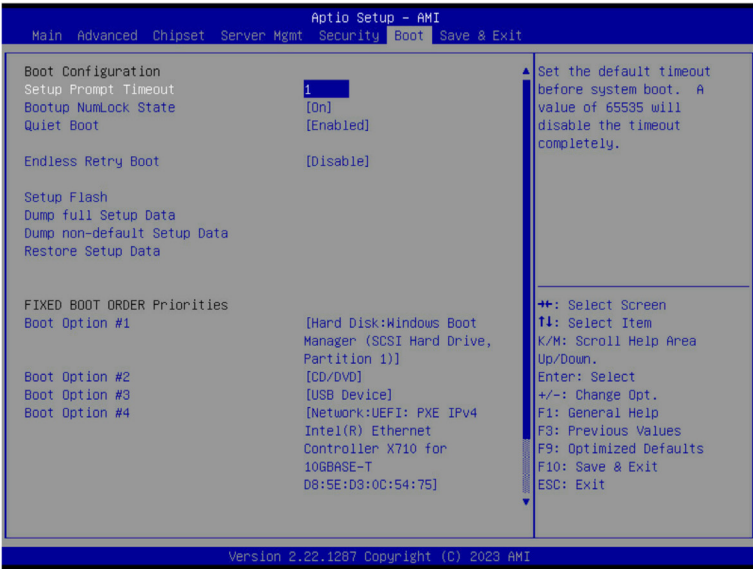 Aptio Setup – AMI
Main Advanced Chipset Server Mgmt Security Boot Save & Exit
Boot Configuration
Setup Prompt Timeout 1
Bootup NumLock State [On]
Quiet Boot [Enabled]
Endless Retry Boot [Disable]
Setup Flash
Dump full Setup Data
Dump non-default Setup Data
Restore Setup Data
FIXED BOOT ORDER Priorities
Boot Option #1 [Hard Disk:Windows Boot
Manager (SCSI Hard Drive,
Partition 1)]
Boot Option #2 [CD/DVD]
Boot Option #3 [USB Device]
Boot Option #4 [Network:UEFI: PXE IPv4
Intel(R) Ethernet
Controller X710 for
10GBASE-T
D8:5E:D3:0C:54:75]
Set the default timeout
before system boot. A
value of 65535 will
disable the timeout
completely.
→←: Select Screen
↑↓: Select Item
K/M: Scroll Help Area
Up/Down.
Enter: Select
+/-: Change Opt.
F1: General Help
F3: Previous Values
F9: Optimized Defaults
F10: Save & Exit
ESC: Exit
Version 2.22.1287 Copyright (C) 2023 AMI